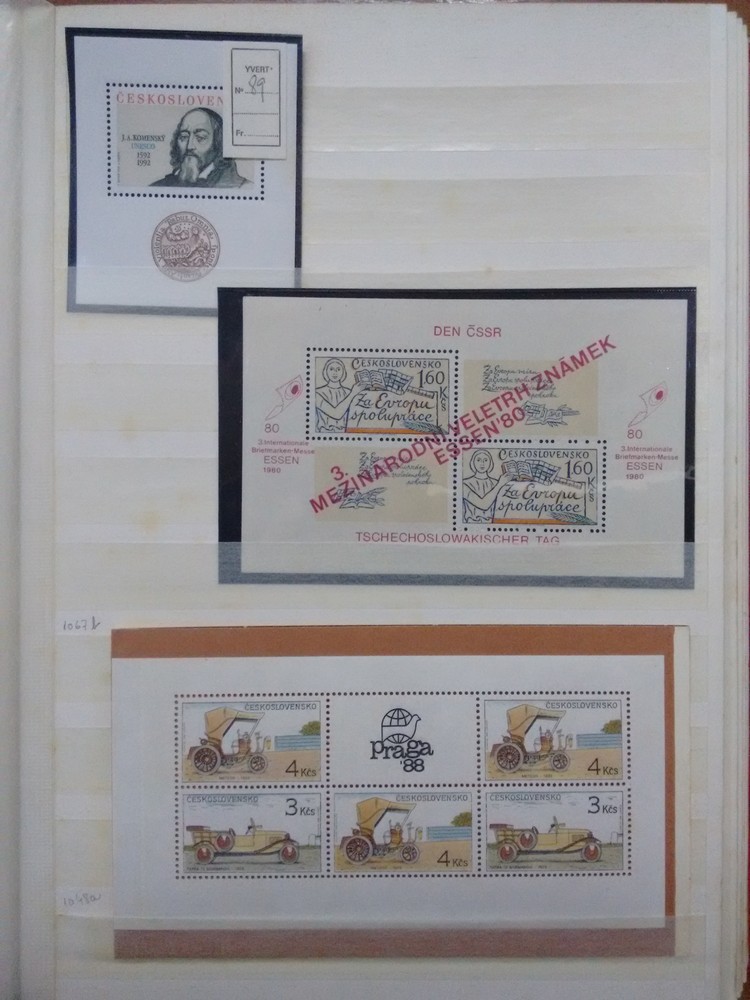 YVERT
Nº 89
Fr.
ČESKOSLOVEN
J.A.KOMENSKÝ
UNESCO
1592
1992
DEN ČSSR
ČESKOSLOVENSKO
1,60 Kčs
Za Evropu
spolupráce
3.
MEZINÁRODNÍ VELETRH ZNÁMEK
ESSEN'80
80
3.Internationale
Briefmarken-Messe
ESSEN
1980
80
3.Internationale
Briefmarken-Messe
ESSEN
1980
ČESKOSLOVENSKO
1,60 Kčs
Za Evropu
spolupráce
TSCHECHOSLOWAKISCHER TAG
ČESKOSLOVENSKO
4 Kčs
praga
'88
ČESKOSLOVENSKO
4 Kčs
ČESKOSLOVENSKO
3 Kčs
ČESKOSLOVENSKO
4 Kčs
ČESKOSLOVENSKO
3 Kčs